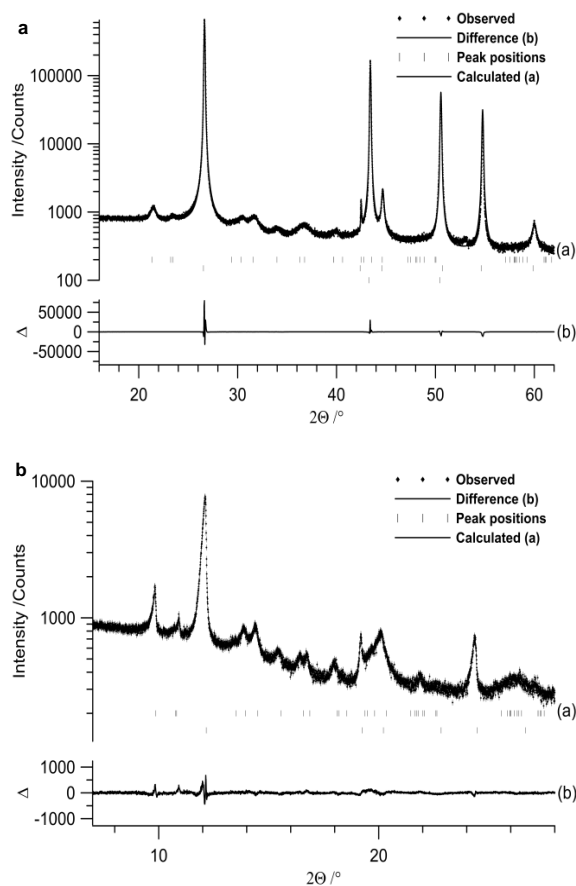 a
Observed
Difference (b)
Peak positions
Calculated (a)
100000
10000
1000
100
Intensity /Counts
(a)
50000
0
-50000
Δ
(b)
20 30 40 50 60
2Θ /°
b
Observed
Difference (b)
Peak positions
Calculated (a)
10000
1000
Intensity /Counts
(a)
1000
0
-1000
Δ
(b)
10 20
2Θ /°